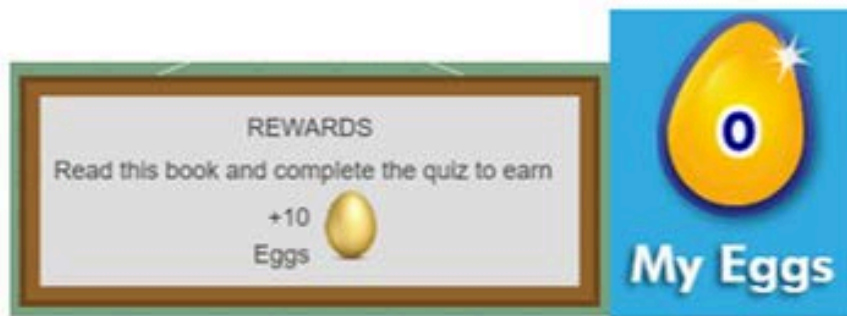 REWARDS
Read this book and complete the quiz to earn
+10
Eggs
0
My Eggs